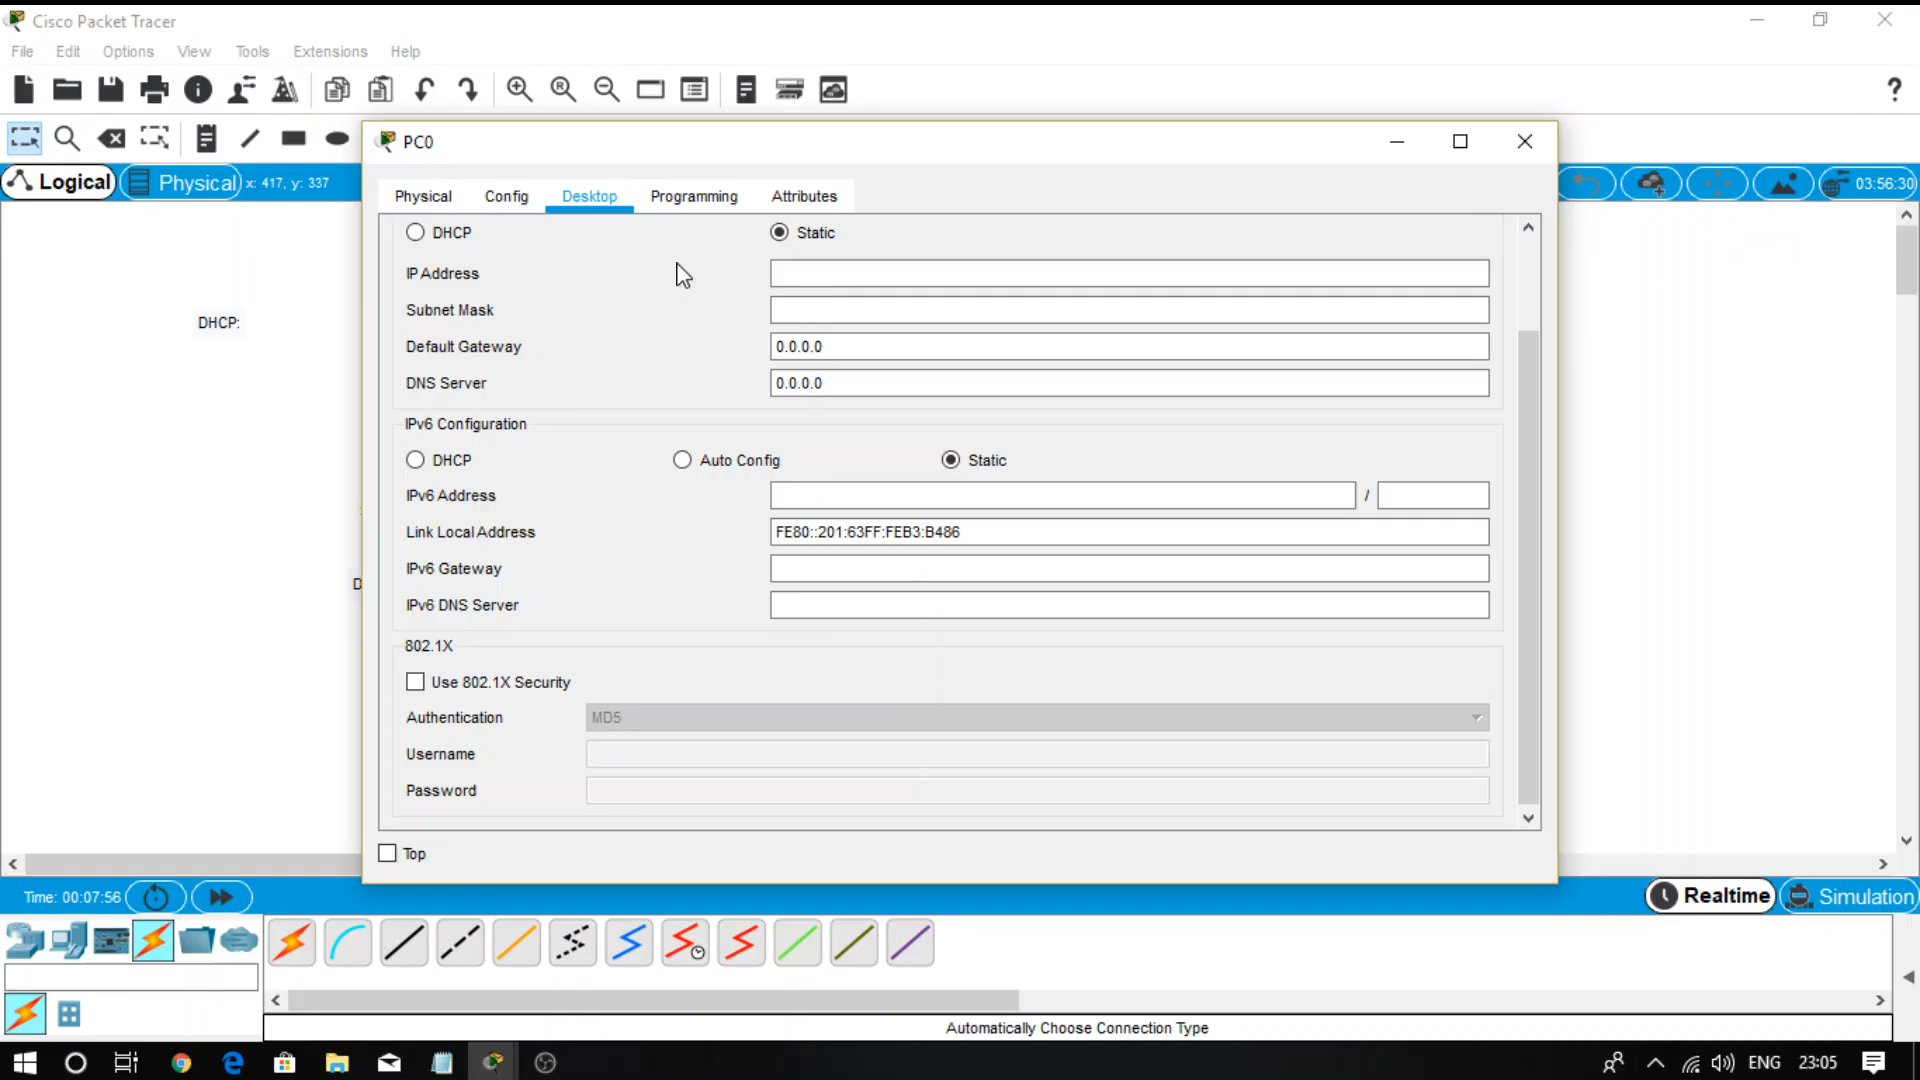 Cisco Packet Tracer
File Edit Options View Tools Extensions Help
?
PC0
Logical Physical x: 417, y: 337
03:56:30
Physical Config Desktop Programming Attributes
DHCP Static
IP Address
DHCP:
Subnet Mask
Default Gateway 0.0.0.0
DNS Server 0.0.0.0
IPv6 Configuration
DHCP Auto Config Static
IPv6 Address /
Link Local Address FE80::201:63FF:FEB3:B486
IPv6 Gateway
D
IPv6 DNS Server
802.1X
Use 802.1X Security
Authentication MD5
Username
Password
Top
Time: 00:07:56
Realtime Simulation
Automatically Choose Connection Type
ENG 23:05